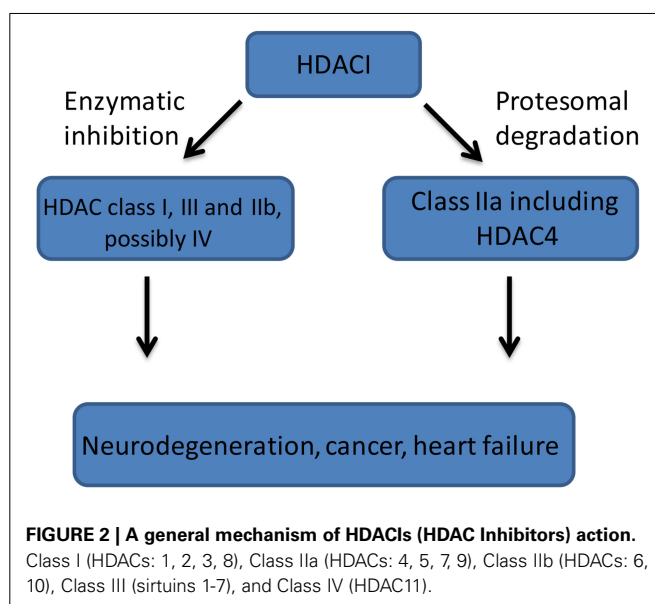 HDACI
Enzymatic
inhibition
Protesomal
degradation
HDAC class I, III and IIb,
possibly IV
Class IIa including
HDAC4
Neurodegeneration, cancer, heart failure
FIGURE 2 | A general mechanism of HDACIs (HDAC Inhibitors) action.
Class I (HDACs: 1, 2, 3, 8), Class IIa (HDACs: 4, 5, 7, 9), Class IIb (HDACs: 6,
10), Class III (sirtuins 1-7), and Class IV (HDAC11).